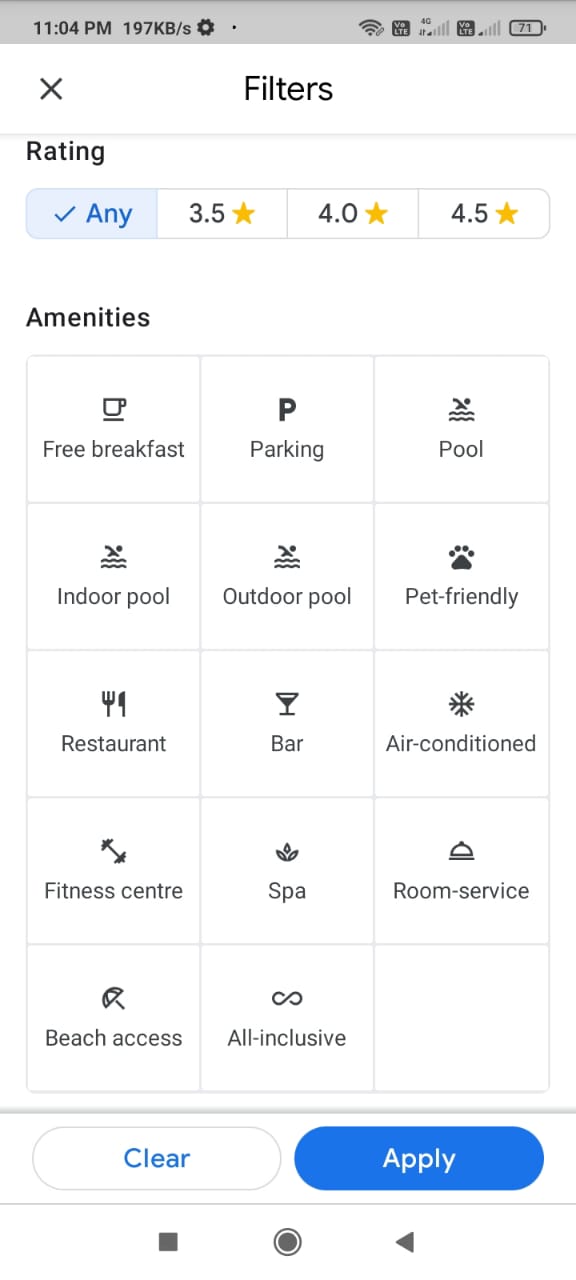 11:04 PM 197KB/s
Vo LTE 4G Vo LTE 71
Filters
Rating
Any 3.5 4.0 4.5
Amenities
Free breakfast Parking Pool
Indoor pool Outdoor pool Pet-friendly
Restaurant Bar Air-conditioned
Fitness centre Spa Room-service
Beach access All-inclusive
Clear Apply